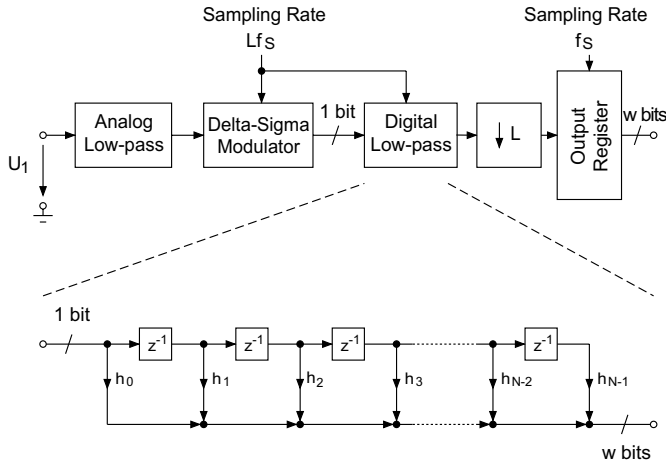 Sampling Rate
Lfs
Sampling Rate
fs
Analog
Low-pass
Delta-Sigma
Modulator
1 bit
Digital
Low-pass
↓ L
Output
Register
w bits
U1
1 bit
z-1
z-1
z-1
z-1
h0
h1
h2
h3
hN-2
hN-1
w bits